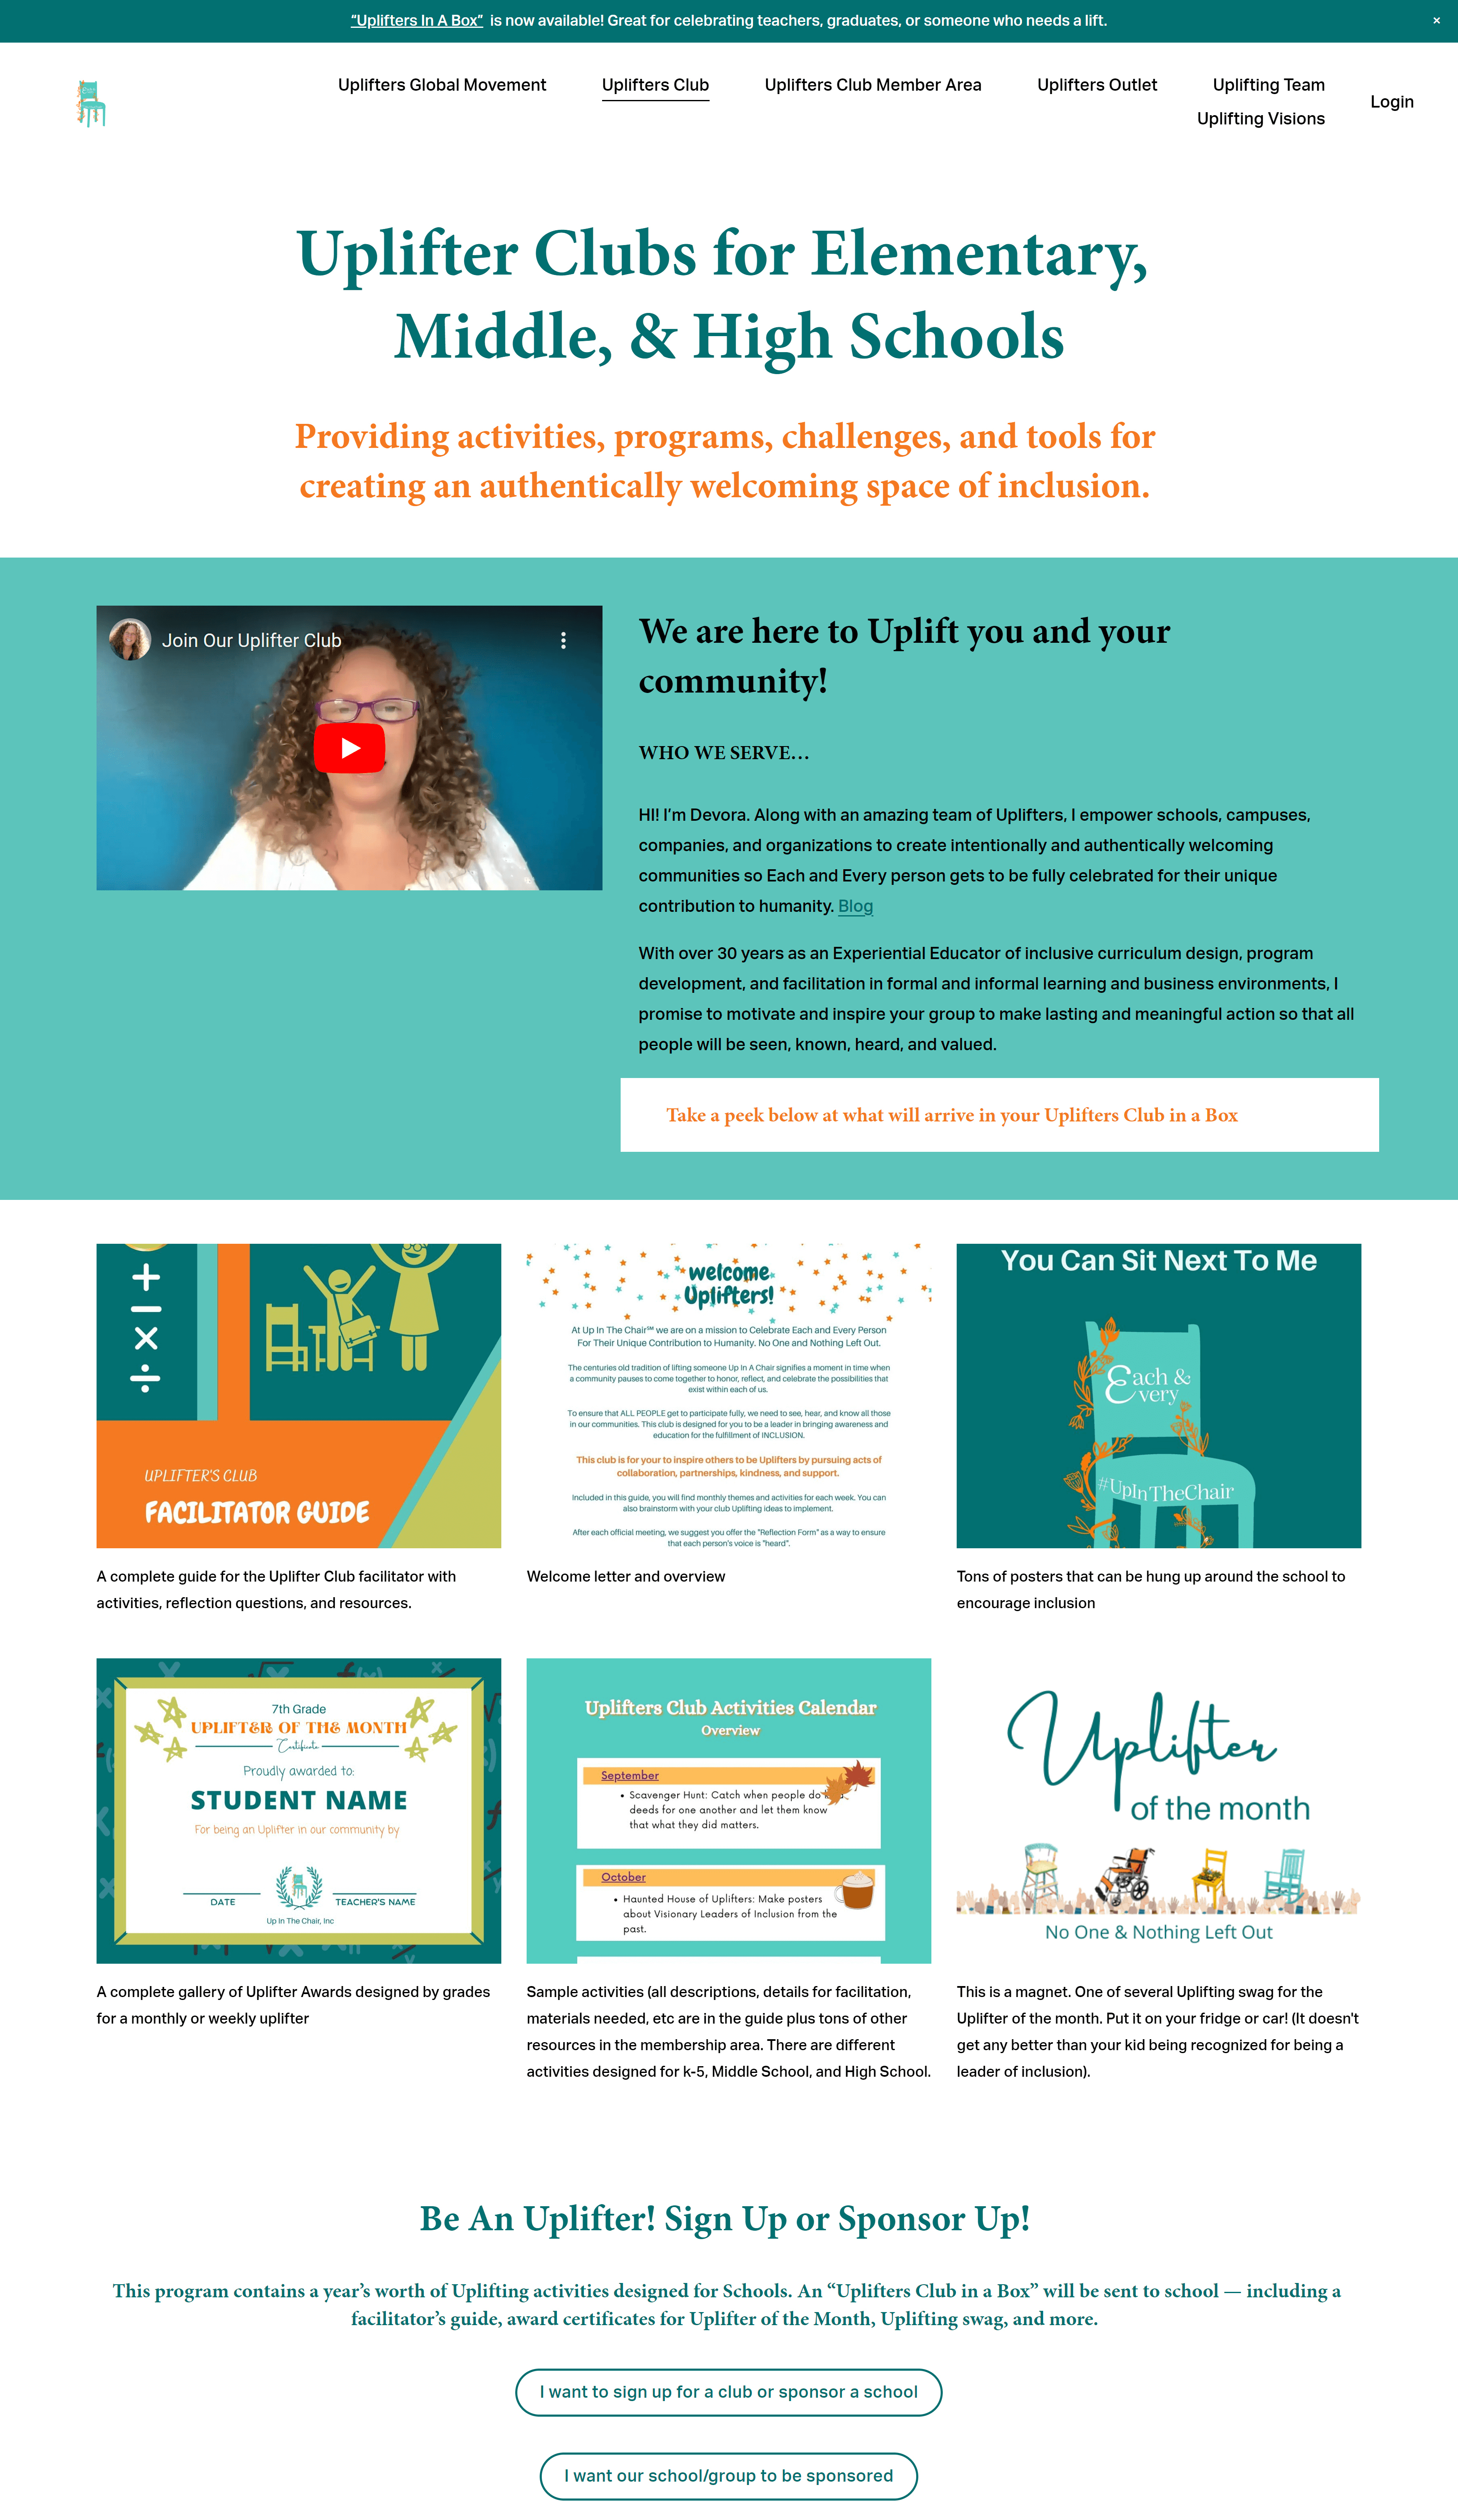 “Uplifters In A Box” is now available! Great for celebrating teachers, graduates, or someone who needs a lift.
×
Uplifters Global Movement
Uplifters Club
Uplifters Club Member Area
Uplifters Outlet
Uplifting Team
Uplifting Visions
Login
Uplifter Clubs for Elementary,
Middle, & High Schools
Providing activities, programs, challenges, and tools for
creating an authentically welcoming space of inclusion.
Join Our Uplifter Club
We are here to Uplift you and your
community!
WHO WE SERVE…
HI! I’m Devora. Along with an amazing team of Uplifters, I empower schools, campuses,
companies, and organizations to create intentionally and authentically welcoming
communities so Each and Every person gets to be fully celebrated for their unique
contribution to humanity. Blog
With over 30 years as an Experiential Educator of inclusive curriculum design, program
development, and facilitation in formal and informal learning and business environments, I
promise to motivate and inspire your group to make lasting and meaningful action so that all
people will be seen, known, heard, and valued.
Take a peek below at what will arrive in your Uplifters Club in a Box
+
−
×
÷
UPLIFTER'S CLUB
FACILITATOR GUIDE
A complete guide for the Uplifter Club facilitator with
activities, reflection questions, and resources.
welcome
Uplifters!
At Up In The Chair℠ we are on a mission to Celebrate Each and Every Person
For Their Unique Contribution to Humanity. No One and Nothing Left Out.
The centuries old tradition of lifting someone Up In A Chair signifies a moment in time when
a community pauses to come together to honor, reflect, and celebrate the possibilities that
exist within each of us.
To ensure that ALL PEOPLE get to participate fully, we need to see, hear, and know all those
in our communities. This club is designed for you to be a leader in bringing awareness and
education for the fulfillment of INCLUSION.
This club is for your to inspire others to be Uplifters by pursuing acts of
collaboration, partnerships, kindness, and support.
Included in this guide, you will find monthly themes and activities for each week. You can
also brainstorm with your club Uplifting ideas to implement.
After each official meeting, we suggest you offer the "Reflection Form" as a way to ensure
that each person's voice is "heard".
Welcome letter and overview
You Can Sit Next To Me
Each &
Every
#UpInTheChair
Tons of posters that can be hung up around the school to
encourage inclusion
7th Grade
UPLIFTER OF THE MONTH
Certificate
Proudly awarded to:
STUDENT NAME
For being an Uplifter in our community by
DATE
TEACHER'S NAME
Up In The Chair, Inc
A complete gallery of Uplifter Awards designed by grades
for a monthly or weekly uplifter
Uplifters Club Activities Calendar
Overview
September
• Scavenger Hunt: Catch when people do
deeds for one another and let them know
that what they did matters.
October
• Haunted House of Uplifters: Make posters
about Visionary Leaders of Inclusion from the
past.
Sample activities (all descriptions, details for facilitation,
materials needed, etc are in the guide plus tons of other
resources in the membership area. There are different
activities designed for k-5, Middle School, and High School.
Uplifter
of the month
No One & Nothing Left Out
This is a magnet. One of several Uplifting swag for the
Uplifter of the month. Put it on your fridge or car! (It doesn't
get any better than your kid being recognized for being a
leader of inclusion).
Be An Uplifter! Sign Up or Sponsor Up!
This program contains a year’s worth of Uplifting activities designed for Schools. An “Uplifters Club in a Box” will be sent to school — including a
facilitator’s guide, award certificates for Uplifter of the Month, Uplifting swag, and more.
I want to sign up for a club or sponsor a school
I want our school/group to be sponsored